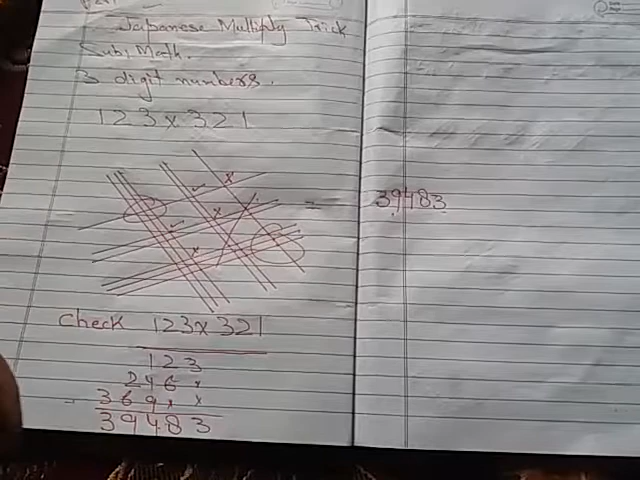 Japanese Multiply Trick
Sub: Math.
3 digit numbers.
123 x 321
= 39483
Check 123 x 321
123
246 x
369 x x
39483